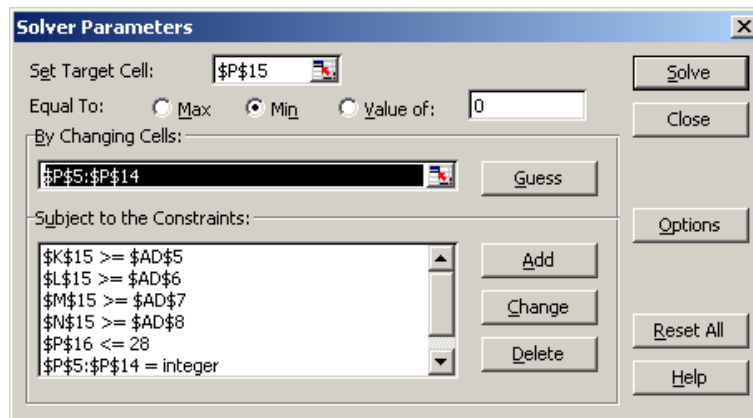 Solver Parameters
Set Target Cell: $P$15 Solve
Equal To: Max Min Value of: 0 Close
By Changing Cells:
$P$5:$P$14 Guess
Subject to the Constraints: Options
$K$15 >= $AD$5 Add
$L$15 >= $AD$6
$M$15 >= $AD$7 Change
$N$15 >= $AD$8
$P$16 <= 28 Reset All
$P$5:$P$14 = integer Delete
Help